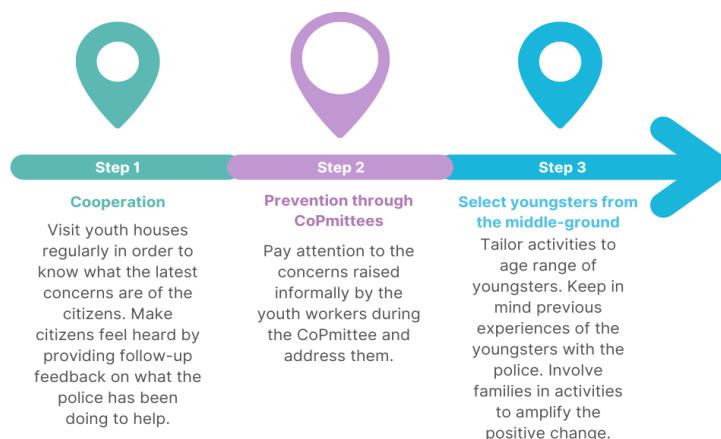 Step 1
Cooperation
Visit youth houses
regularly in order to
know what the latest
concerns are of the
citizens. Make
citizens feel heard by
providing follow-up
feedback on what the
police has been
doing to help.
Step 2
Prevention through
CoPmittees
Pay attention to the
concerns raised
informally by the
youth workers during
the CoPmittee and
address them.
Step 3
Select youngsters from
the middle-ground
Tailor activities to
age range of
youngsters. Keep in
mind previous
experiences of the
youngsters with the
police. Involve
families in activities
to amplify the
positive change.